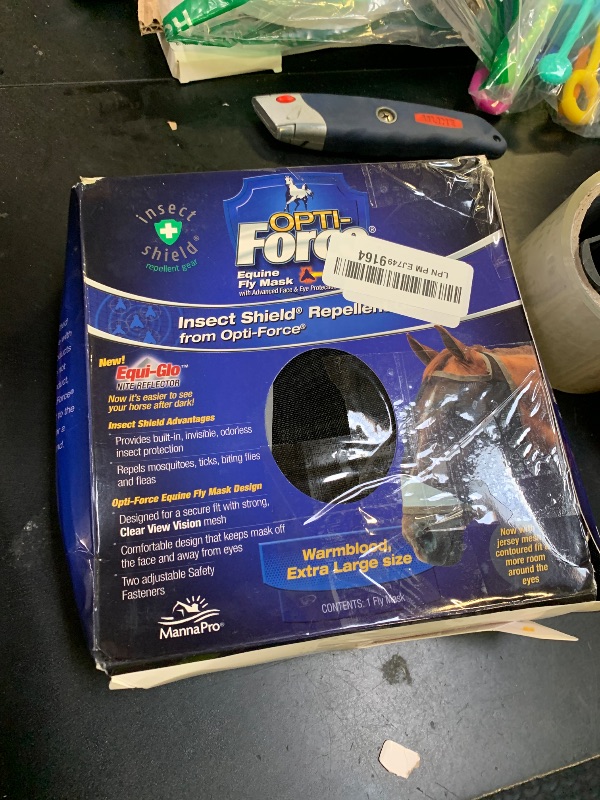 insect
shield®
repellent gear
OPTI-
Force®
Equine
Fly Mask
with Advanced Face & Eye
LPN PM EJ7499164
Insect Shield® Repellent
from Opti-Force®
New!
Equi-Glo™
NITE REFLECTOR
Now it's easier to see
your horse after dark!
Insect Shield Advantages
Provides built-in, invisible, odorless
insect protection
Repels mosquitoes, ticks, biting flies
and fleas
Opti-Force Equine Fly Mask Design
Designed for a secure fit with strong,
Clear View Vision mesh
Comfortable design that keeps mask off
the face and away from eyes
Two adjustable Safety
Fasteners
Warmblood,
Extra Large size
CONTENTS: 1 Fly Mask
Now
jersey mesh
contoured fit
more room
around the
eyes
MannaPro®